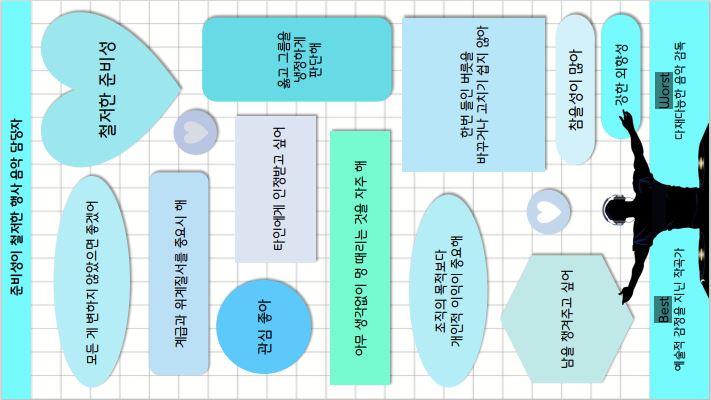 준비성이 철저한 행사 음악 담당자
모든 게 변하지 않았으면 좋겠어
철저한 준비성
계급과 위계질서를 중요시 해
관심 좋아
타인에게 인정받고 싶어
옳고 그름을
냉정하게
판단해
아무 생각없이 멍 때리는 것을 자주 해
조직의 목적보다
개인적 이익이 중요해
한번 들인 버릇을
바꾸거나 고치기 쉽지 않아
남을 챙겨주고 싶어
참을성이 많아
강한 외향성
Best
예술적 감정을 지닌 작곡가
Worst
다재다능한 음악 감독